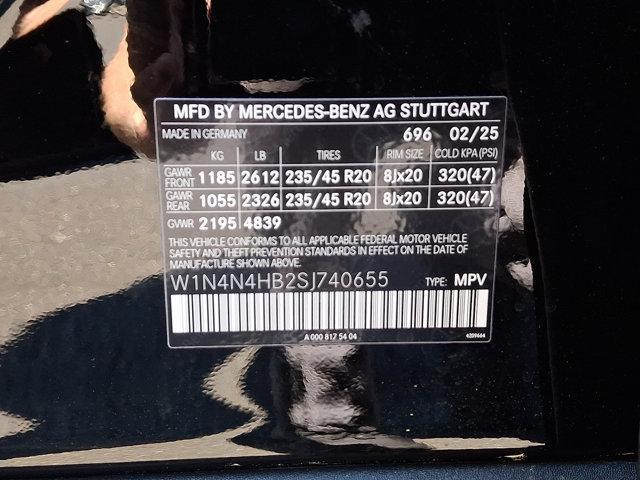 MFD BY MERCEDES-BENZ AG STUTTGART
MADE IN GERMANY 696 02/25
KG LB TIRES RIM SIZE COLD KPA(PSI)
GAWR FRONT 1185 2612 235/45 R20 8Jx20 320(47)
GAWR REAR 1055 2326 235/45 R20 8Jx20 320(47)
GVWR 2195 4839
THIS VEHICLE CONFORMS TO ALL APPLICABLE FEDERAL MOTOR VEHICLE
SAFETY AND THEFT PREVENTION STANDARDS IN EFFECT ON THE DATE OF
MANUFACTURE SHOWN ABOVE.
W1N4N4HB2SJ740655 TYPE: MPV
A 000 817 54 04 4209664